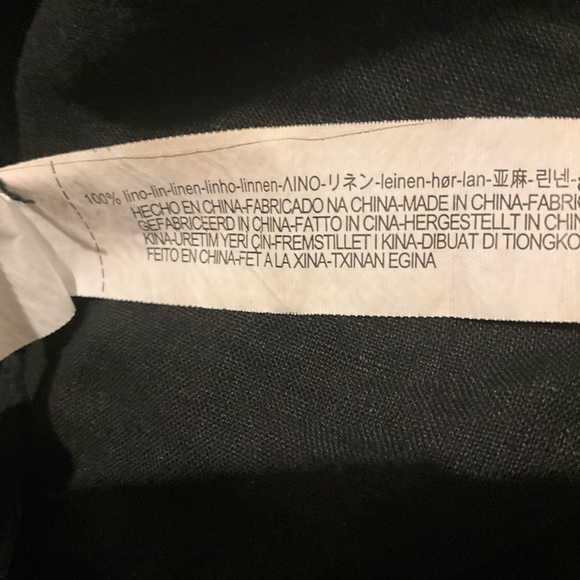 100% lino-lin-linen-linho-linnen-ΛΙΝΟ-リネン-leinen-hør-lan-亚麻-린넨-
HECHO EN CHINA-FABRICADO NA CHINA-MADE IN CHINA-FABRI
GEFABRICEERD IN CHINA-FATTO IN CINA-HERGESTELLT IN CHIN
KINA-ÜRETIM YERİ ÇİN-FREMSTILLET I KINA-DIBUAT DI TIONGKO
FEITO EN CHINA-FET A LA XINA-TXINAN EGINA